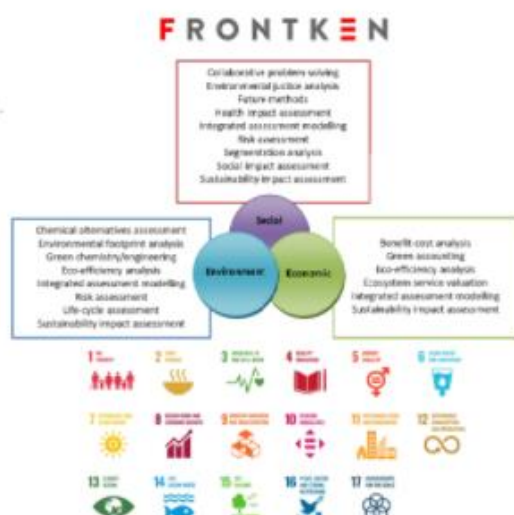 FRONTKEN
Collaborative problem solving
Environmental justice analysis
Future methods
Health impact assessment
Integrated assessment modelling
Risk assessment
Segmentation analysis
Social impact assessment
Sustainability impact assessment
Social
Chemical alternatives assessment
Environmental footprint analysis
Green chemistry/engineering
Eco-efficiency analysis
Integrated assessment modelling
Risk assessment
Life-cycle assessment
Sustainability impact assessment
Environment
Economic
Benefit-cost analysis
Green accounting
Eco-efficiency analysis
Ecosystem service valuation
Integrated assessment modelling
Sustainability impact assessment
1
2
3
4
5
6
7
8
9
10
11
12
13
14
15
16
17